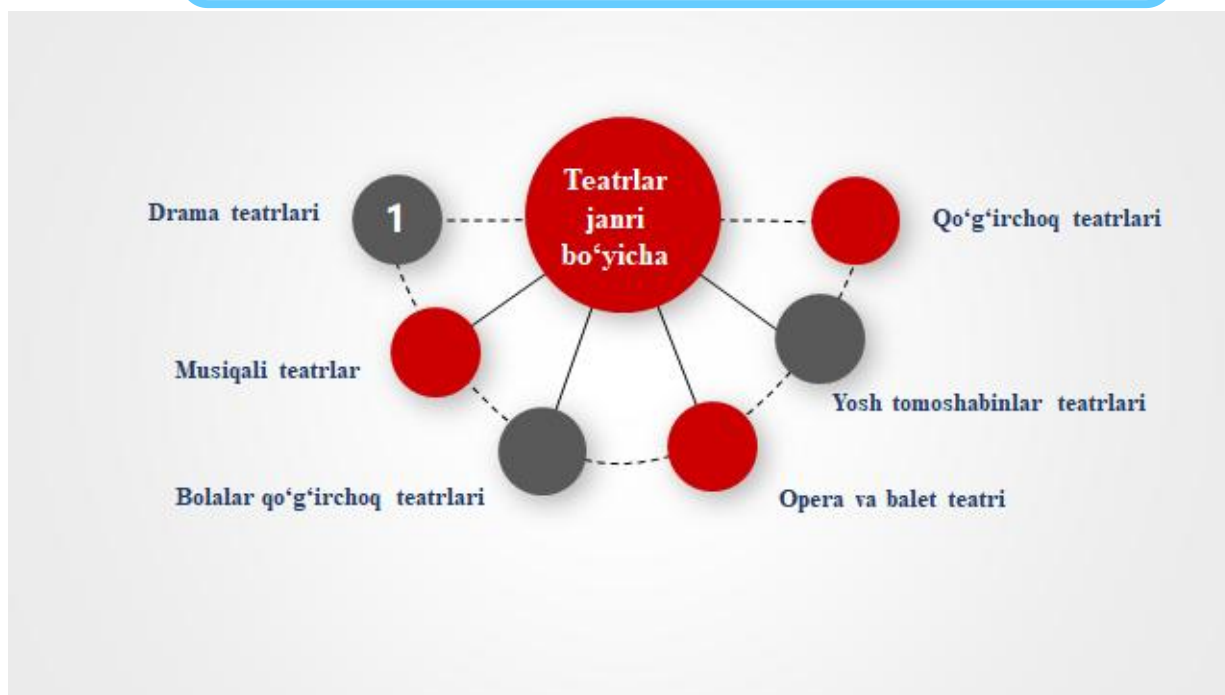 Teatrlar
janri
bo‘yicha
Drama teatrlari
1
Qo‘g‘irchoq teatrlari
Musiqali teatrlar
Yosh tomoshabinlar teatrlari
Bolalar qo‘g‘irchoq teatrlari
Opera va balet teatri